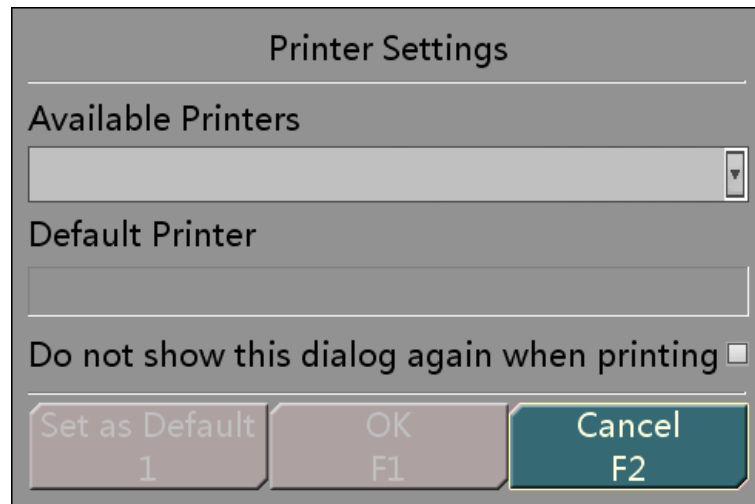 Printer Settings
Available Printers
Default Printer
Do not show this dialog again when printing
Set as Default
1
OK
F1
Cancel
F2